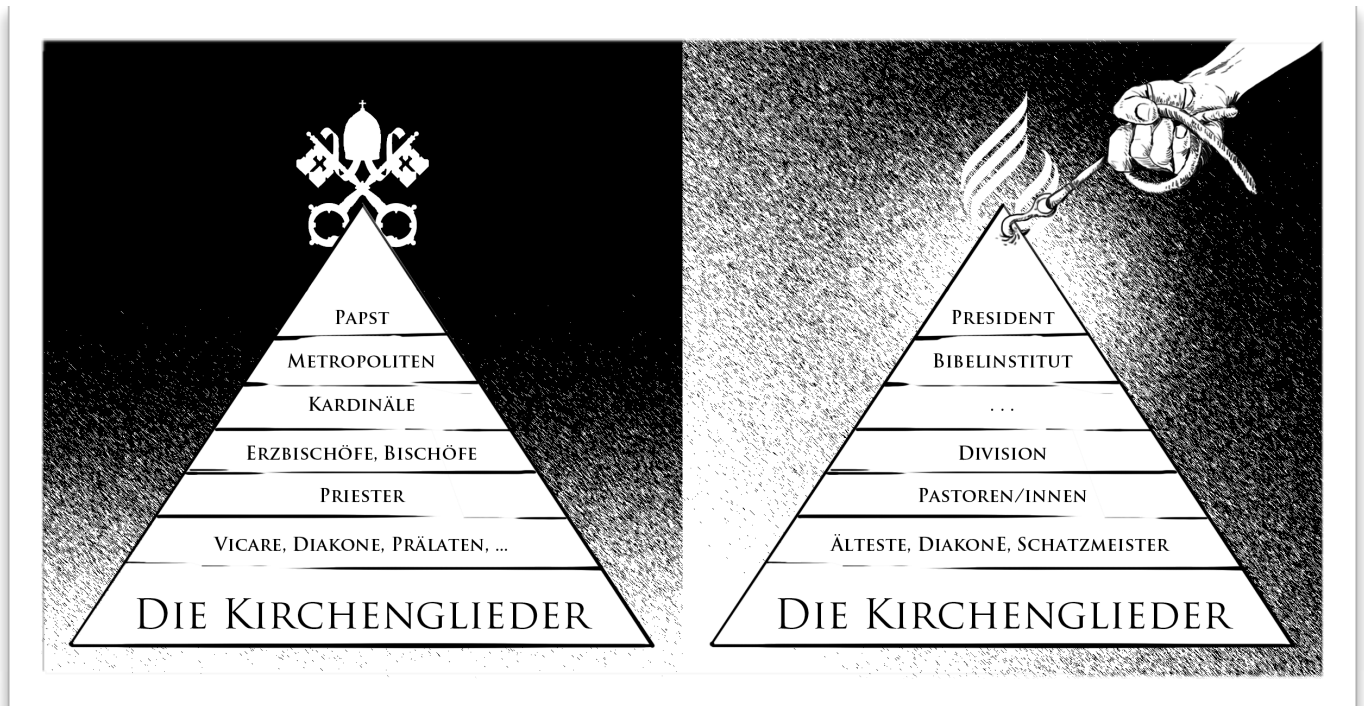 Papst
Metropoliten
Kardinäle
Erzbischöfe, Bischöfe
Priester
Vicare, Diakone, Prälaten, ...
Die Kirchenglieder
President
Bibelinstitut
. . .
Division
Pastoren/innen
Älteste, DiakonE, Schatzmeister
Die Kirchenglieder